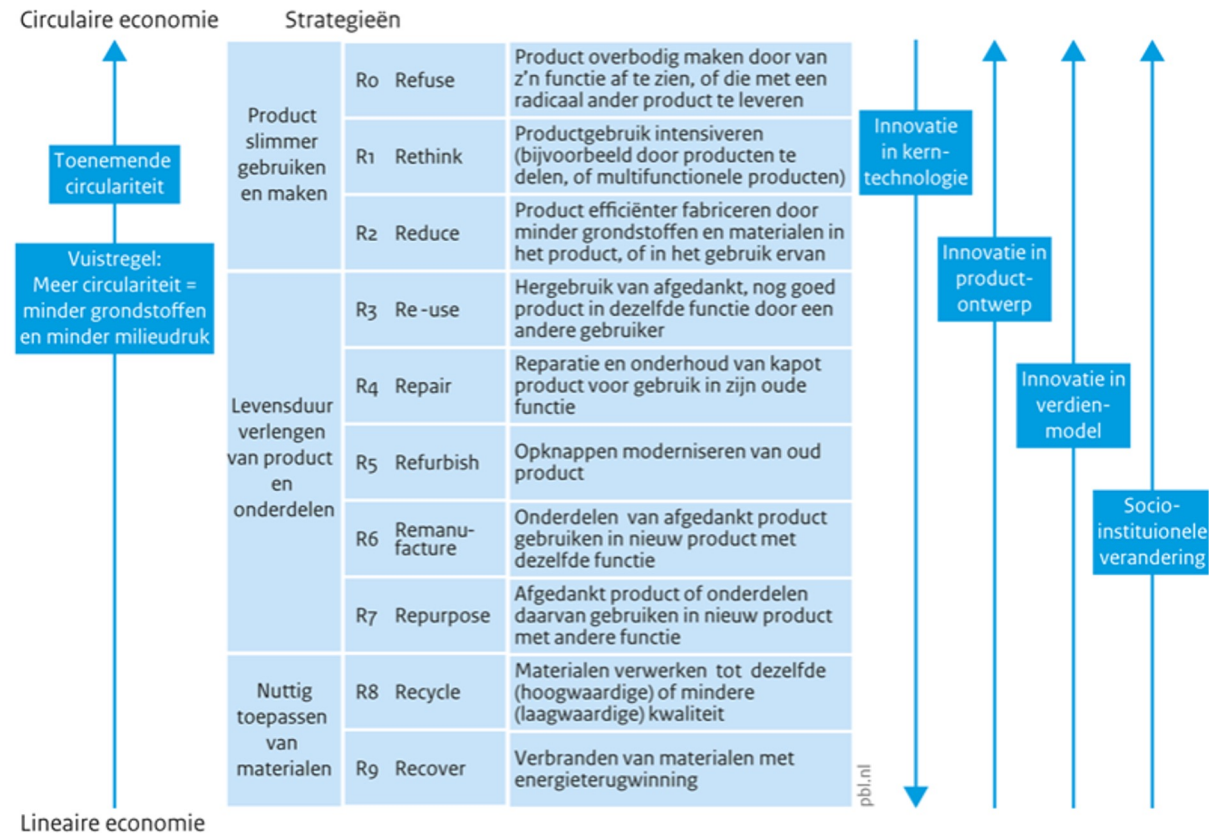 Circulaire economie
Strategieën
Toenemende
circulariteit
Vuistregel:
Meer circulariteit =
minder grondstoffen
en minder milieudruk
Lineaire economie
Product
slimmer
gebruiken
en maken
R0 Refuse
Product overbodig maken door van
z'n functie af te zien, of die met een
radicaal ander product te leveren
R1 Rethink
Productgebruik intensiveren
(bijvoorbeeld door producten te
delen, of multifunctionele producten)
R2 Reduce
Product efficiënter fabriceren door
minder grondstoffen en materialen in
het product, of in het gebruik ervan
Levensduur
verlengen
van product
en
onderdelen
R3 Re-use
Hergebruik van afgedankt, nog goed
product in dezelfde functie door een
andere gebruiker
R4 Repair
Reparatie en onderhoud van kapot
product voor gebruik in zijn oude
functie
R5 Refurbish
Opknappen moderniseren van oud
product
R6 Remanu-
facture
Onderdelen van afgedankt product
gebruiken in nieuw product met
dezelfde functie
R7 Repurpose
Afgedankt product of onderdelen
daarvan gebruiken in nieuw product
met andere functie
Nuttig
toepassen
van
materialen
R8 Recycle
Materialen verwerken tot dezelfde
(hoogwaardige) of mindere
(laagwaardige) kwaliteit
R9 Recover
Verbranden van materialen met
energieterugwinning
pbl.nl
Innovatie
in kern-
technologie
Innovatie in
product-
ontwerp
Innovatie in
verdien-
model
Socio-
instituionele
verandering